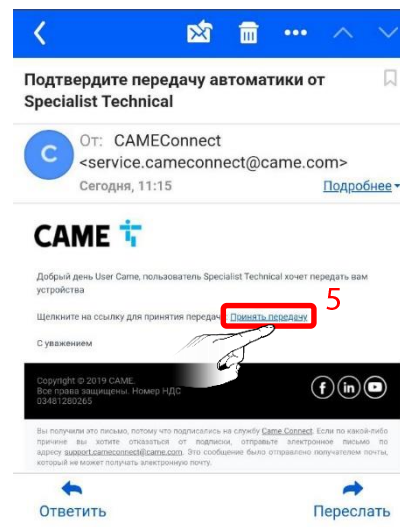 Подтвердите передачу автоматики от
Specialist Technical
От: CAMEConnect
<service.cameconnect@came.com>
C
Сегодня, 11:15
Подробнее
CAME
Добрый день User Came, пользователь Specialist Technical хочет передать вам
устройства
5
Щелкните на ссылку для принятия передач Принять передачу
С уважением
Copyright © 2019 CAME.
Все права защищены. Номер НДС
03481280265
f in
Вы получили это письмо, потому что подписались на службу Came Connect. Если по какой-либо
причине вы хотите отказаться от подписки, отправьте электронное письмо по
адресу support.cameconnect@came.com. Это сообщение было отправлено получателем почты,
который не может получать электронную почту.
Ответить
Переслать